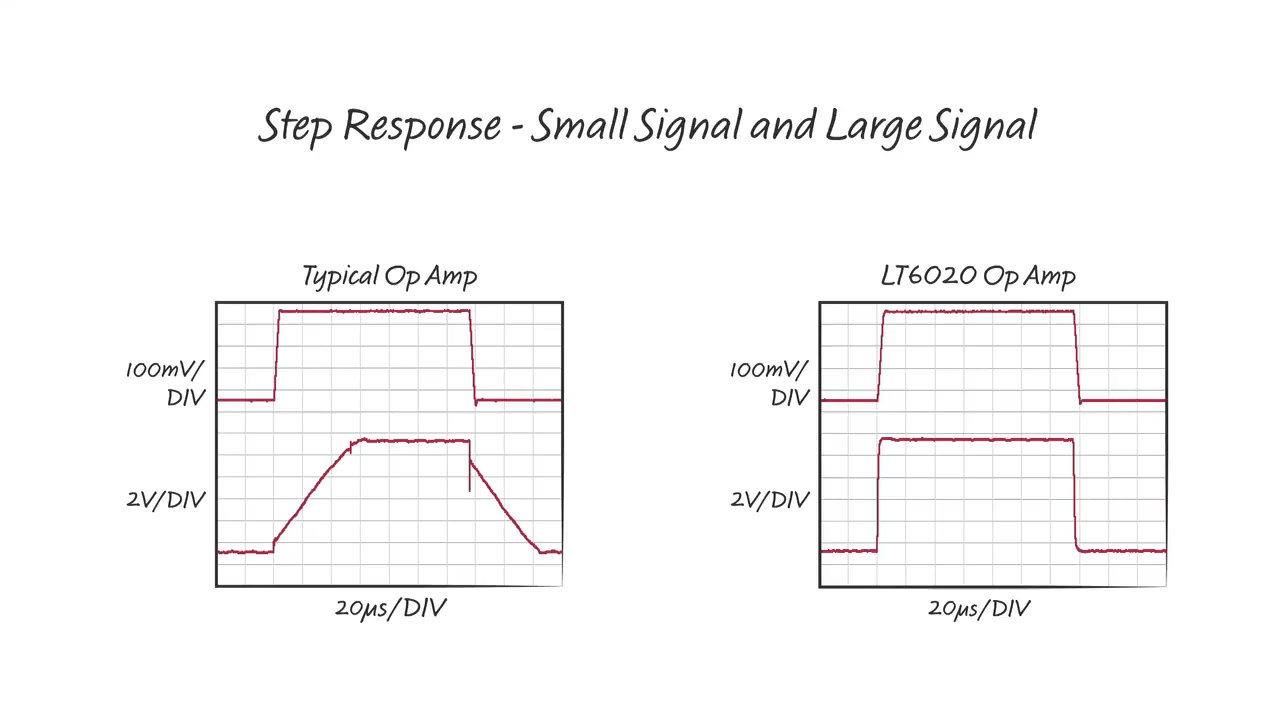 Step Response - Small Signal and Large Signal
Typical Op Amp
100mV/
DIV
2V/DIV
20µs/DIV
LT6020 Op Amp
100mV/
DIV
2V/DIV
20µs/DIV